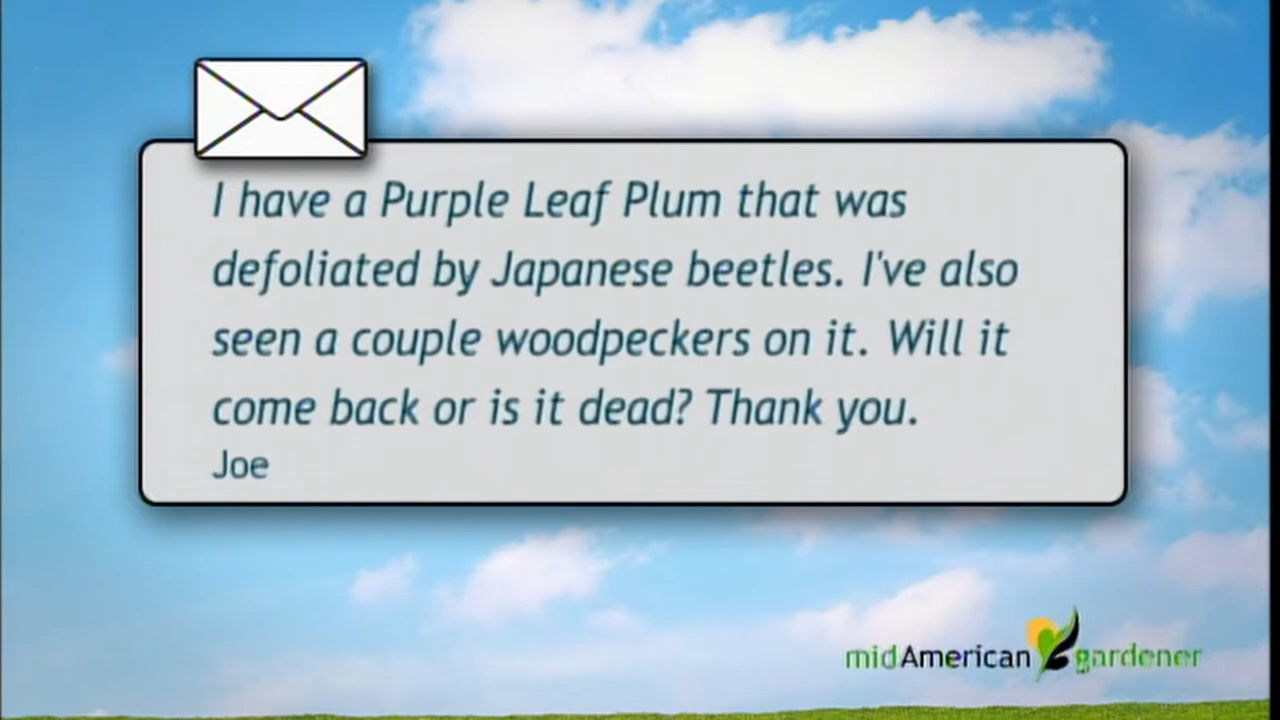 I have a Purple Leaf Plum that was
defoliated by Japanese beetles. I've also
seen a couple woodpeckers on it. Will it
come back or is it dead? Thank you.
Joe
midAmerican gardener